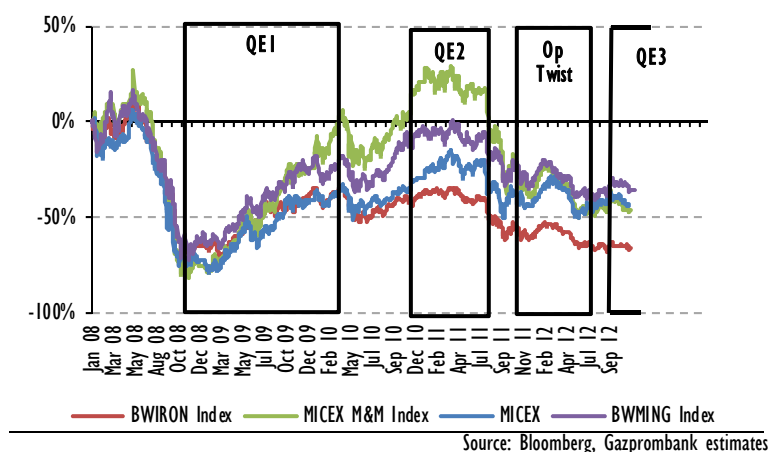 50%
0%
-50%
-100%
QE1
QE2
Op
Twist
QE3
Jan 08
Mar 08
May 08
Aug 08
Oct 08
Dec 08
Mar 09
May 09
Jul 09
Oct 09
Dec 09
Feb 10
May 10
Jul 10
Sep 10
Dec 10
Feb 11
Apr 11
Jul 11
Sep 11
Nov 11
Feb 12
Apr 12
Jul 12
Sep 12
BWIRON Index
MICEX M&M Index
MICEX
BWMING Index
Source: Bloomberg, Gazprombank estimates